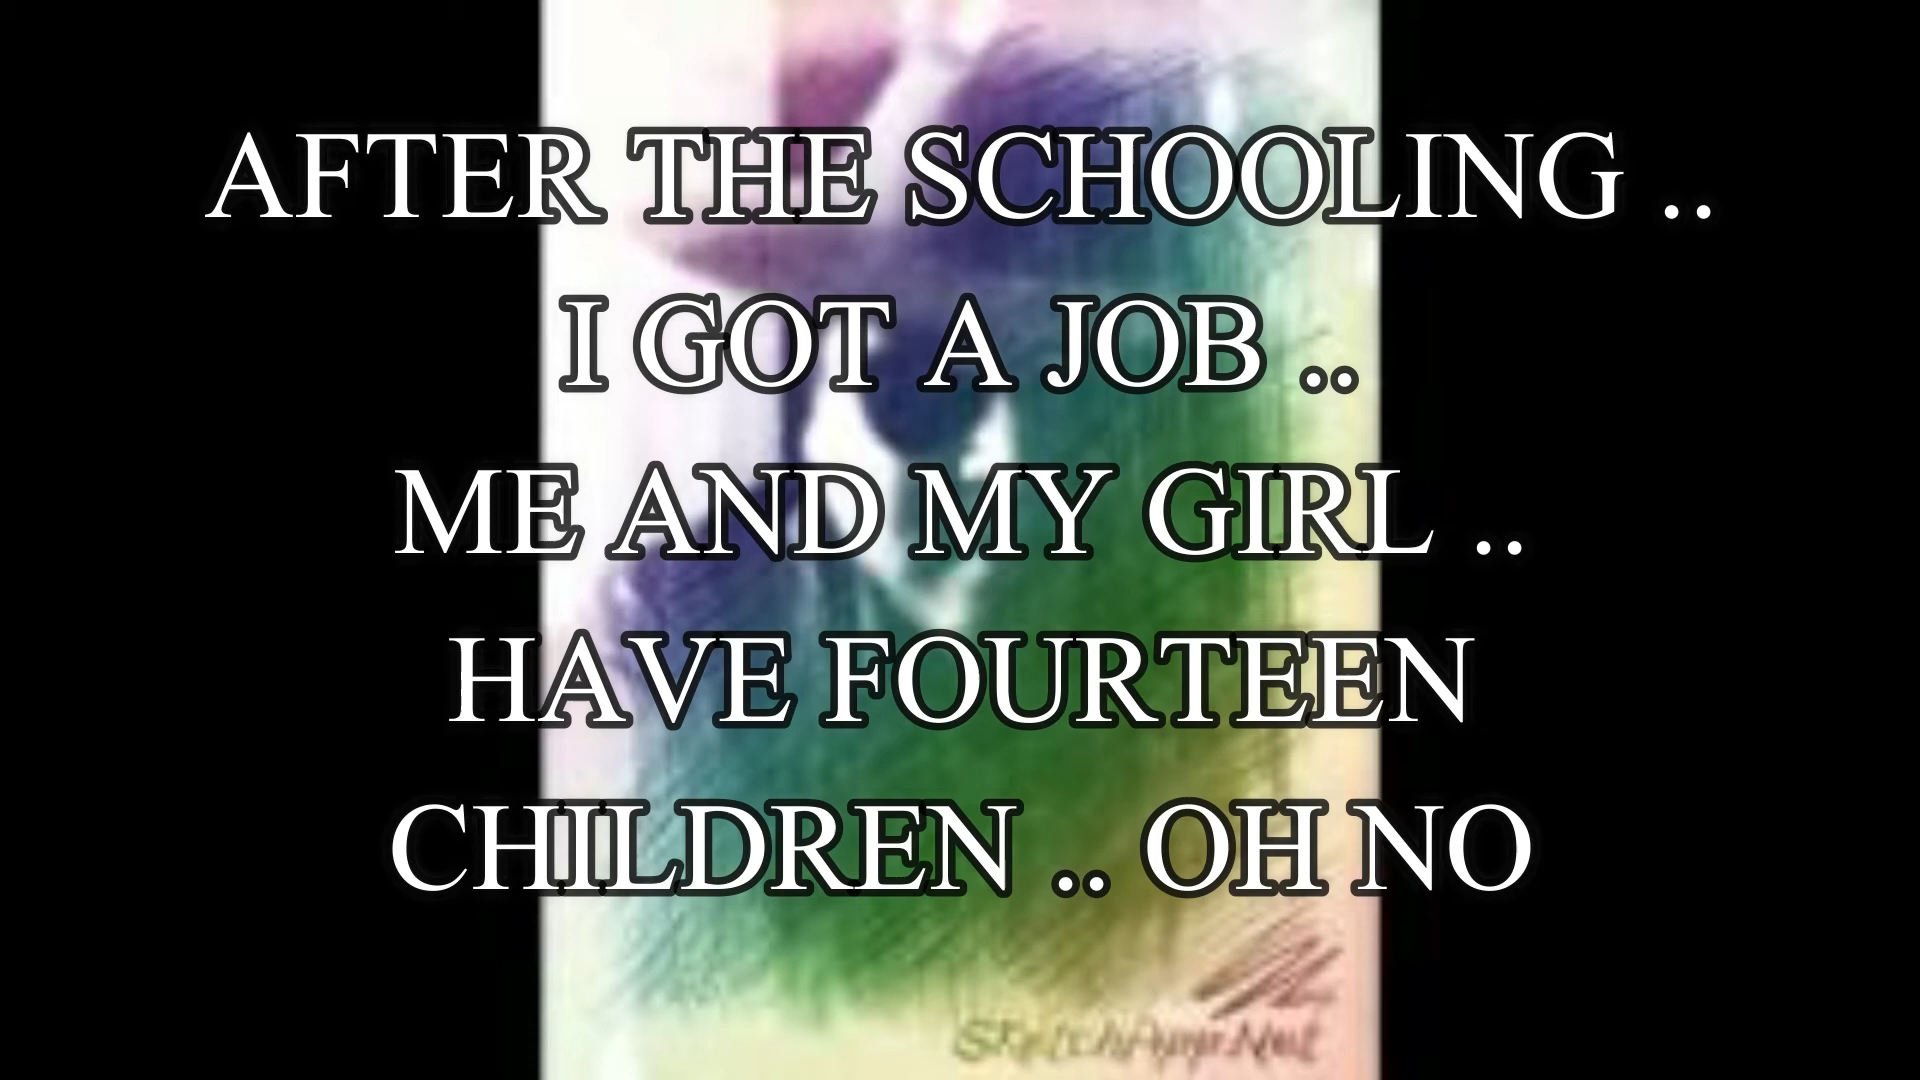 AFTER THE SCHOOLING ..
I GOT A JOB ..
ME AND MY GIRL ..
HAVE FOURTEEN
CHILDREN .. OH NO